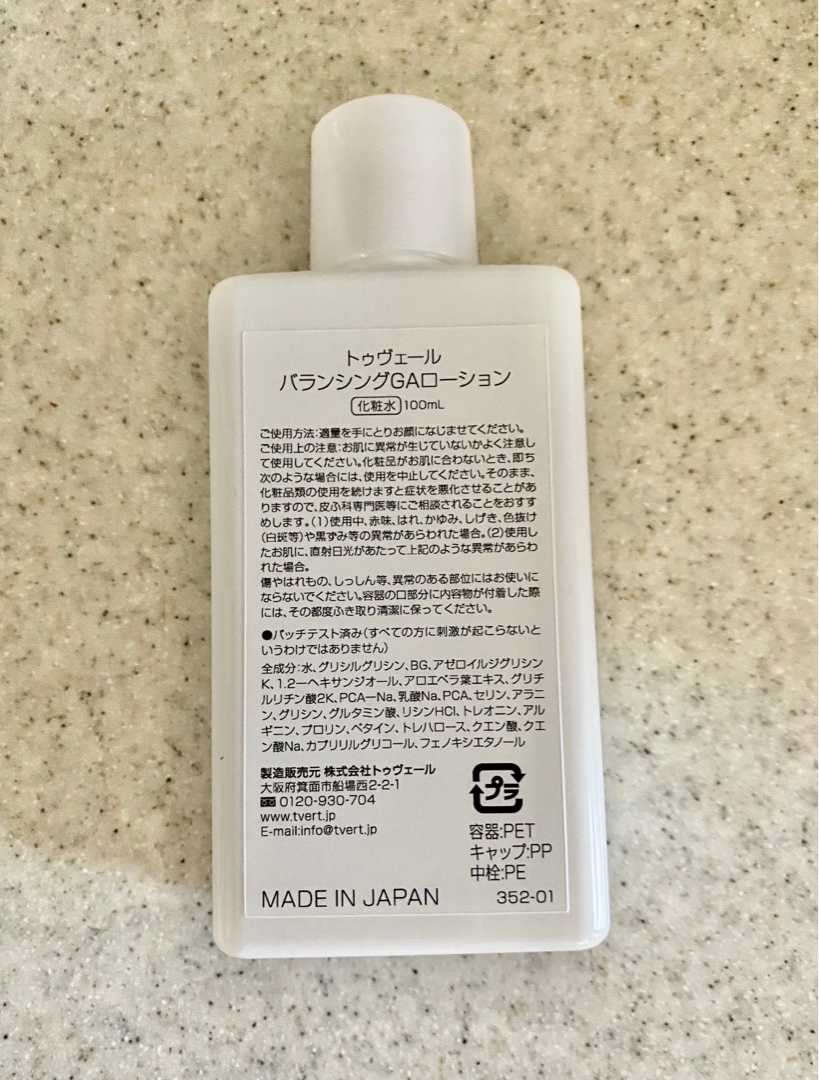 トゥヴェール
バランシングGAローション
化粧水 100mL
ご使用方法:適量を手にとりお顔になじませてください。
ご使用上の注意:お肌に異常が生じていないかよく注意し
て使用してください。化粧品がお肌に合わないとき、即ち
次のような場合には、使用を中止してください。そのまま、
化粧品類の使用を続けますと症状を悪化させることがあ
りますので、皮ふ科専門医等にご相談されることをおすす
めします。(1)使用中、赤味、はれ、かゆみ、しげき、色抜け
(白斑等)や黒ずみ等の異常があらわれた場合。(2)使用し
たお肌に、直射日光があたって上記のような異常があらわ
れた場合。
傷やはれもの、しっしん等、異常のある部位にはお使いに
ならないでください。容器の口部分に内容物が付着した際
には、その都度ふき取り清潔に保ってください。
●パッチテスト済み(すべての方に刺激が起こらないと
いうわけではありません)
全成分:水、グリシルグリシン、BG、アゼロイルジグリシン
K、1.2ーヘキサンジオール、アロエベラ葉エキス、グリチ
ルリチン酸2K、PCAーNa、乳酸Na、PCA、セリン、アラニ
ン、グリシン、グルタミン酸、リシンHCl、トレオニン、アル
ギニン、プロリン、ベタイン、トレハロース、クエン酸、クエ
ン酸Na、カプリリルグリコール、フェノキシエタノール
製造販売元 株式会社トゥヴェール
大阪府箕面市船場西2-2-1
0120-930-704
www.tvert.jp
E-mail:info@tvert.jp
プラ
容器:PET
キャップ:PP
中栓:PE
MADE IN JAPAN
352-01